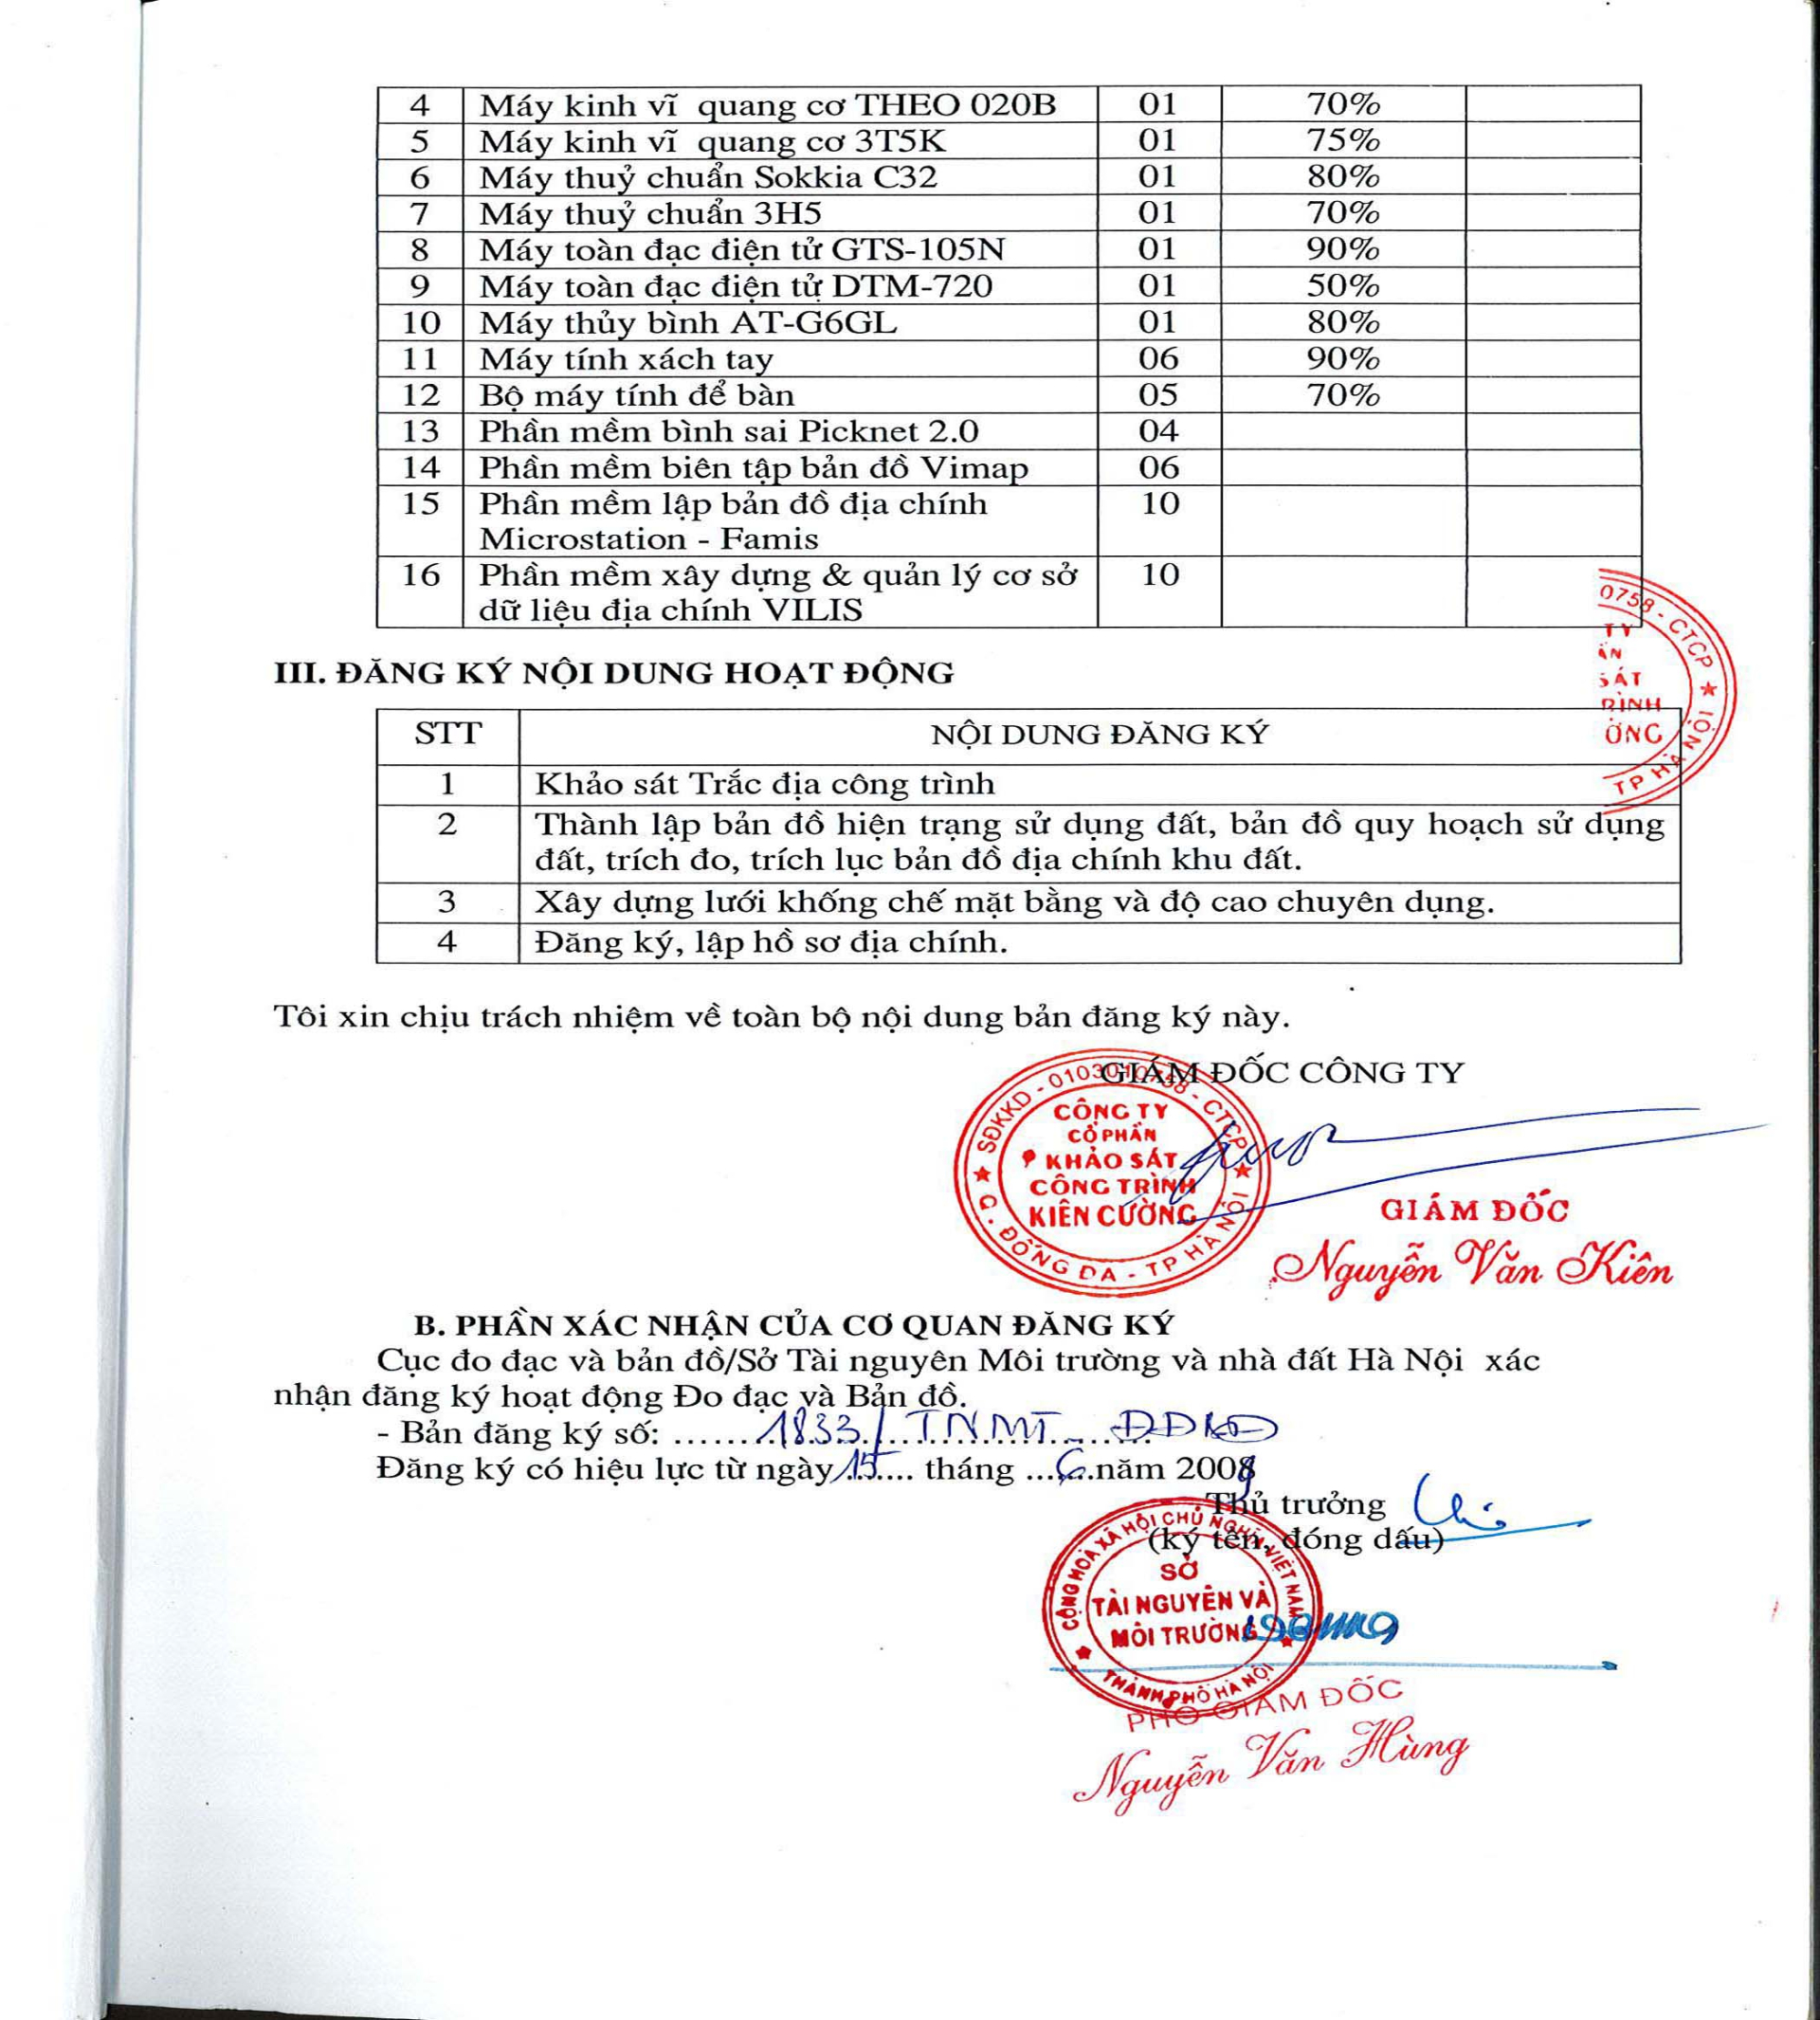 4 Máy kinh vĩ quang cơ THEO 020B 01 70%
5 Máy kinh vĩ quang cơ 3T5K 01 75%
6 Máy thuỷ chuẩn Sokkia C32 01 80%
7 Máy thuỷ chuẩn 3H5 01 70%
8 Máy toàn đạc điện tử GTS-105N 01 90%
9 Máy toàn đạc điện tử DTM-720 01 50%
10 Máy thủy bình AT-G6GL 01 80%
11 Máy tính xách tay 06 90%
12 Bộ máy tính để bàn 05 70%
13 Phần mềm bình sai Picknet 2.0 04
14 Phần mềm biên tập bản đồ Vimap 06
15 Phần mềm lập bản đồ địa chính 10
Microstation - Famis
16 Phần mềm xây dựng & quản lý cơ sở 10
dữ liệu địa chính VILIS
0758 - CTCP ★
TY
ẦN
SÁT
RÌNH
ỜNG
TP HÀ NỘI
III. ĐĂNG KÝ NỘI DUNG HOẠT ĐỘNG
STT NỘI DUNG ĐĂNG KÝ
1 Khảo sát Trắc địa công trình
2 Thành lập bản đồ hiện trạng sử dụng đất, bản đồ quy hoạch sử dụng
đất, trích đo, trích lục bản đồ địa chính khu đất.
3 Xây dựng lưới khống chế mặt bằng và độ cao chuyên dụng.
4 Đăng ký, lập hồ sơ địa chính.
Tôi xin chịu trách nhiệm về toàn bộ nội dung bản đăng ký này.
GIÁM ĐỐC CÔNG TY
SĐKKD - 0103010758 - CTCP
CÔNG TY
CỔ PHẦN
KHẢO SÁT
CÔNG TRÌNH
KIÊN CƯỜNG
Q. ĐỐNG ĐA - TP HÀ NỘI
GIÁM ĐỐC
Nguyễn Văn Kiên
B. PHẦN XÁC NHẬN CỦA CƠ QUAN ĐĂNG KÝ
Cục đo đạc và bản đồ/Sở Tài nguyên Môi trường và nhà đất Hà Nội xác
nhận đăng ký hoạt động Đo đạc và Bản đồ.
- Bản đăng ký số: ......1833/TNMT - ĐĐBĐ
Đăng ký có hiệu lực từ ngày 15.... tháng ...6...năm 2009
Thủ trưởng
(ký tên, đóng dấu)
CỘNG HOÀ XÃ HỘI CHỦ NGHĨA VIỆT NAM
SỞ
TÀI NGUYÊN VÀ
MÔI TRƯỜNG
THÀNH PHỐ HÀ NỘI
PHÓ GIÁM ĐỐC
Nguyễn Văn Hùng